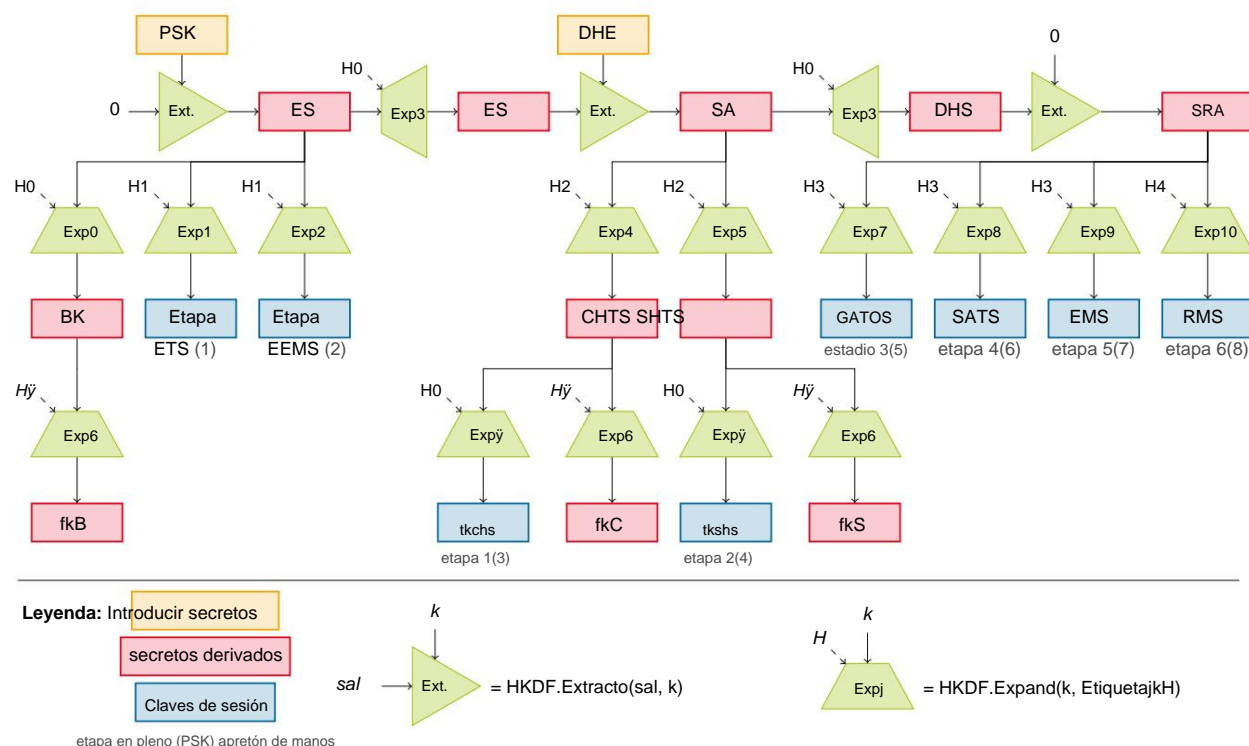 PSK
DHE
0
H0
H0
0
Ext.
ES
Exp3
ES
Ext.
SA
Exp3
DHS
Ext.
SRA
H0
H1
H1
H2
H2
H3
H3
H3
H4
Exp0
Exp1
Exp2
Exp4
Exp5
Exp7
Exp8
Exp9
Exp10
BK
Etapa
Etapa
CHTS SHTS
GATOS
SATS
EMS
RMS
ETS (1)
EEMS (2)
estadio 3(5)
etapa 4(6)
etapa 5(7)
etapa 6(8)
Hÿ
H0
Hÿ
H0
Hÿ
Exp6
Expÿ
Exp6
Expÿ
Exp6
fkB
tkchs
fkC
tkshs
fkS
etapa 1(3)
etapa 2(4)
Leyenda: Introducir secretos
secretos derivados
Claves de sesión
etapa en pleno (PSK) apretón de manos
k
sal
Ext.
= HKDF.Extracto(sal, k)
k
H
Expj
= HKDF.Expand(k, EtiquetajkH)